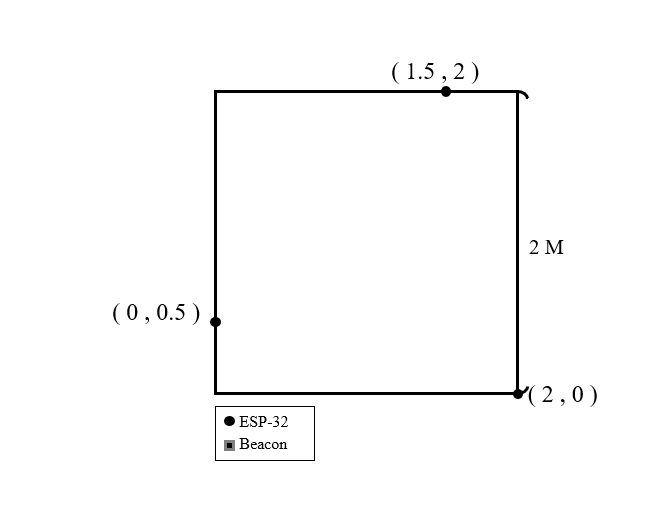 ( 1.5 , 2 )
2 M
( 0 , 0.5 )
( 2 , 0 )
ESP-32
Beacon